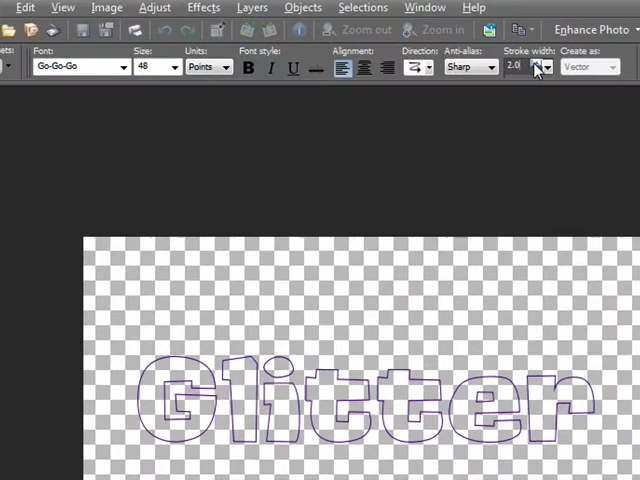 Edit View Image Adjust Effects Layers Objects Selections Window Help
Zoom out Zoom in Enhance Photo
Font: Size: Units: Font style: Alignment: Direction: Anti-alias: Stroke width: Create as:
Go-Go-Go 48 Points B I U A Sharp 2.0 Vector
Glitter